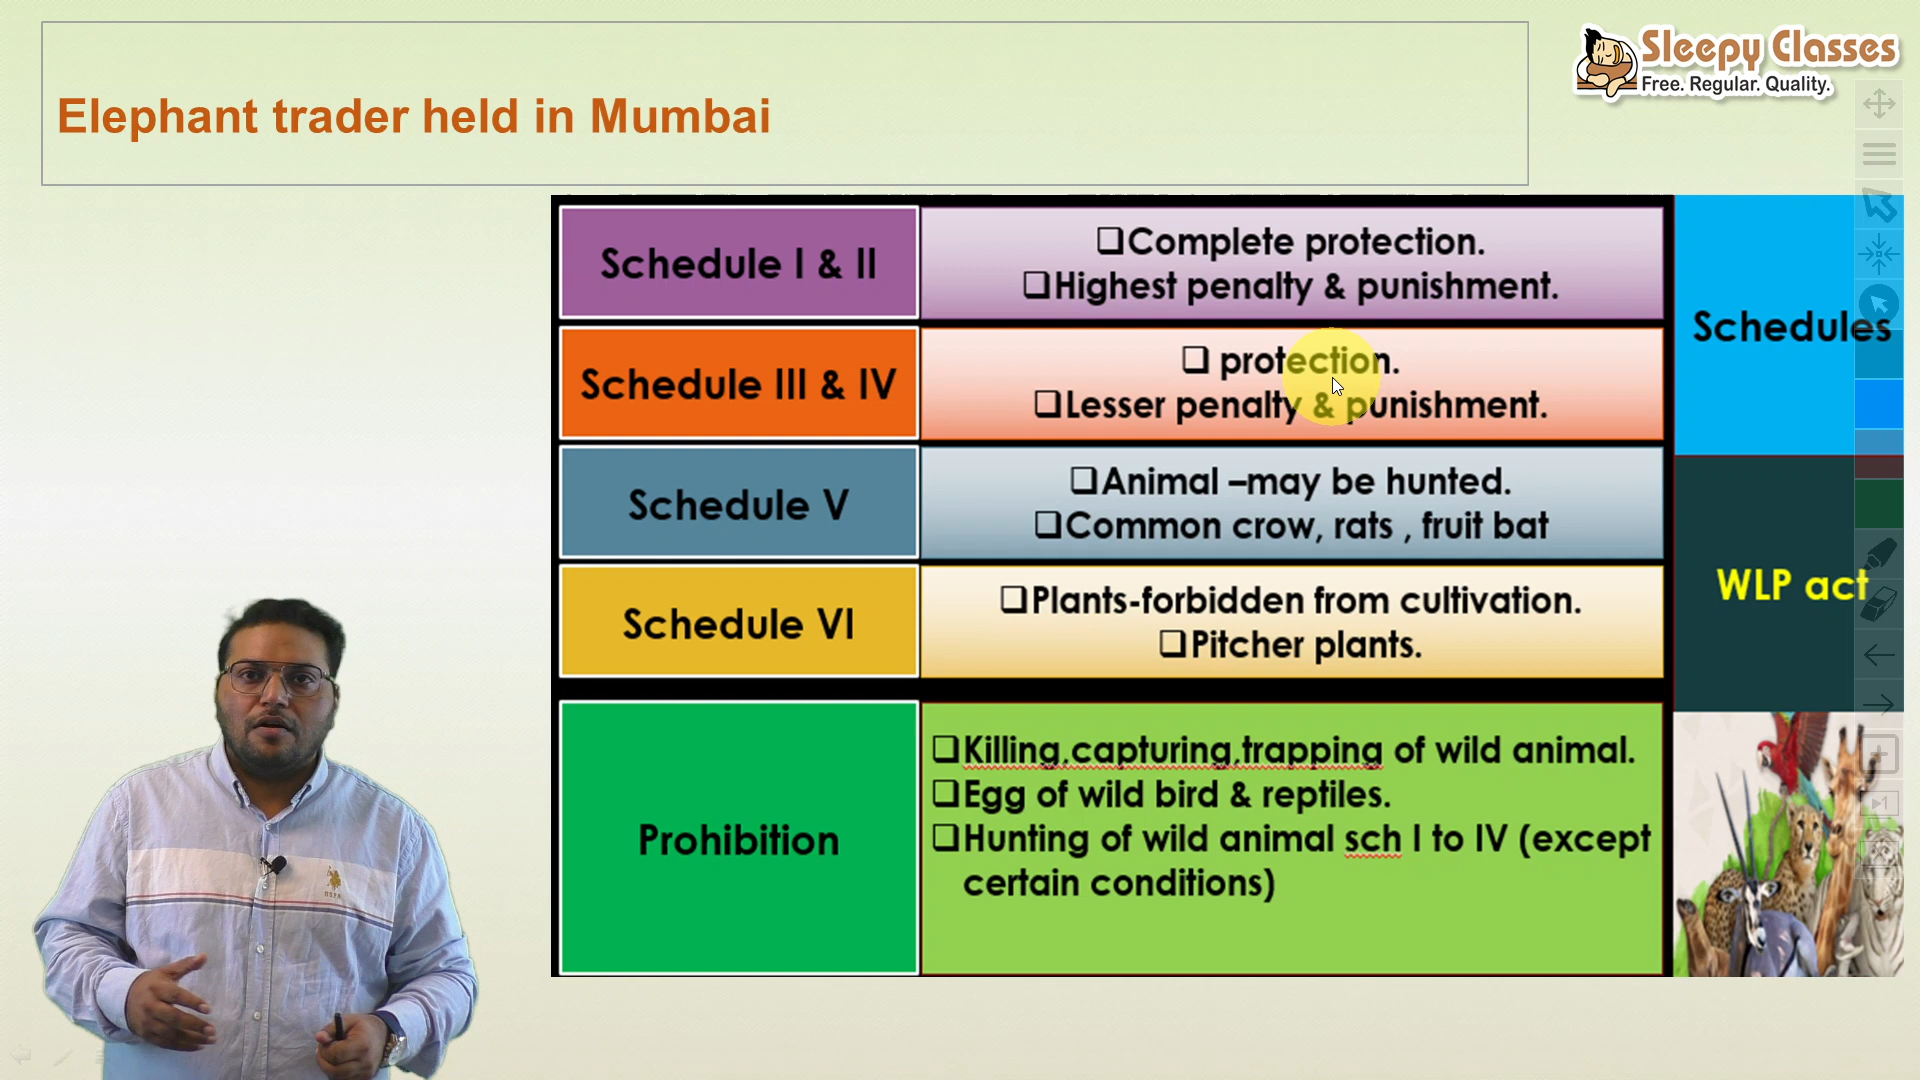 Elephant trader held in Mumbai
Sleepy Classes
Free. Regular. Quality.
Schedule I & II
❑Complete protection.
❑Highest penalty & punishment.
Schedule III & IV
❑ protection.
❑Lesser penalty & punishment.
Schedule V
❑Animal –may be hunted.
❑Common crow, rats , fruit bat
Schedule VI
❑Plants-forbidden from cultivation.
❑Pitcher plants.
Prohibition
❑Killing,capturing,trapping of wild animal.
❑Egg of wild bird & reptiles.
❑Hunting of wild animal sch I to IV (except
certain conditions)
Schedules
WLP act